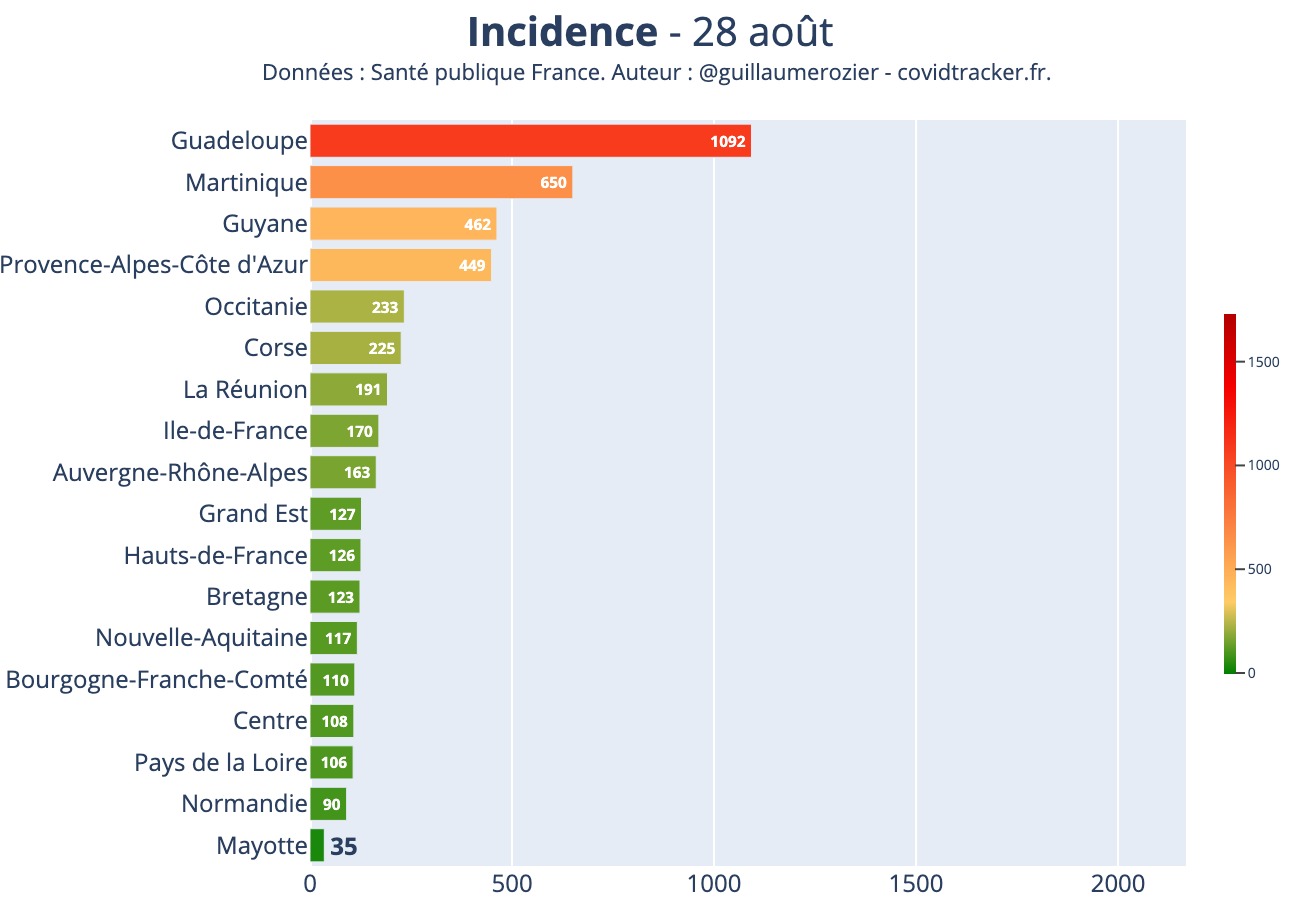 Incidence - 28 août
Données : Santé publique France. Auteur : @guillaumerozier - covidtracker.fr.
Guadeloupe 1092
Martinique 650
Guyane 462
Provence-Alpes-Côte d'Azur 449
Occitanie 233
Corse 225
La Réunion 191
Ile-de-France 170
Auvergne-Rhône-Alpes 163
Grand Est 127
Hauts-de-France 126
Bretagne 123
Nouvelle-Aquitaine 117
Bourgogne-Franche-Comté 110
Centre 108
Pays de la Loire 106
Normandie 90
Mayotte 35
0 500 1000 1500 2000
1500
1000
500
0